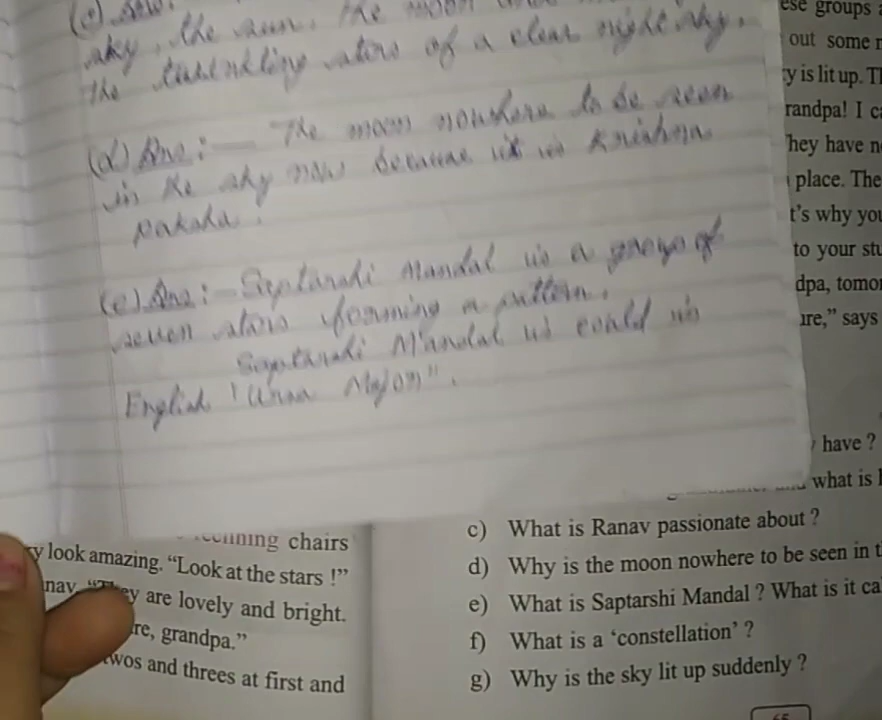 sky, the sun, the moon
the twinkling stars of a clear night sky.
(d) Ans:- The moon nowhere to be seen
in the sky now because it is Krishna
paksha.
(e) Ans:- Saptarshi Mandal is a group of
seven stars forming a pattern.
Saptarshi Mandal is could in
English "Ursa Major".
ese groups
out some
y is lit up.
randpa! I
hey have
place. The
t's why you
to your
dpa,
ure," says
have ?
what is
c) What is Ranav passionate about ?
d) Why is the moon nowhere to be seen in
e) What is Saptarshi Mandal ? What is it
f) What is a 'constellation' ?
g) Why is the sky lit up suddenly ?
chairs
y look amazing. "Look at the stars !"
are lovely and bright.
re, grandpa."
wos and threes at first and